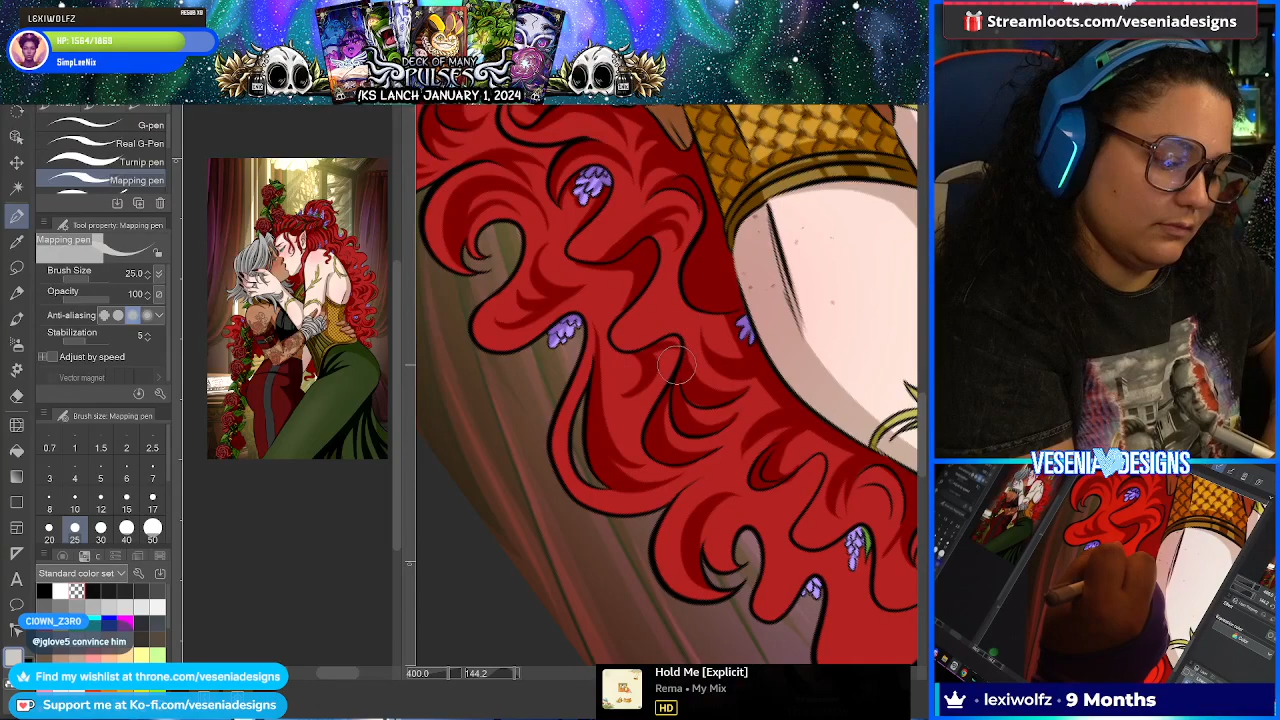 LEXIWOLFZ
HP: 1564/1869
SimpLeeNix
DECK OF MANY
PULSES
!KS LANCH JANUARY 1, 2024
Streamloots.com/veseniadesigns
G-pen
Real G-Pen
Turnip pen
Mapping pen
Tool property: Mapping pen
Mapping pen
Brush Size 25.0
Opacity 100
Anti-aliasing
Stabilization 5
Adjust by speed
Vector magnet
Brush size: Mapping pen
0.7 1 1.5 2 2.5
3 4 5 6 7
8 10 12 15 17
20 25 30 40 50
Standard color set
Cl0WN_Z3R0
@jglove5 convince him
Find my wishlist at throne.com/veseniadesigns
Support me at Ko-fi.com/veseniadesigns
400.0 144.2
Hold Me [Explicit]
Rema • My Mix
HD
VESENIA DESIGNS
lexiwolfz 9 Months